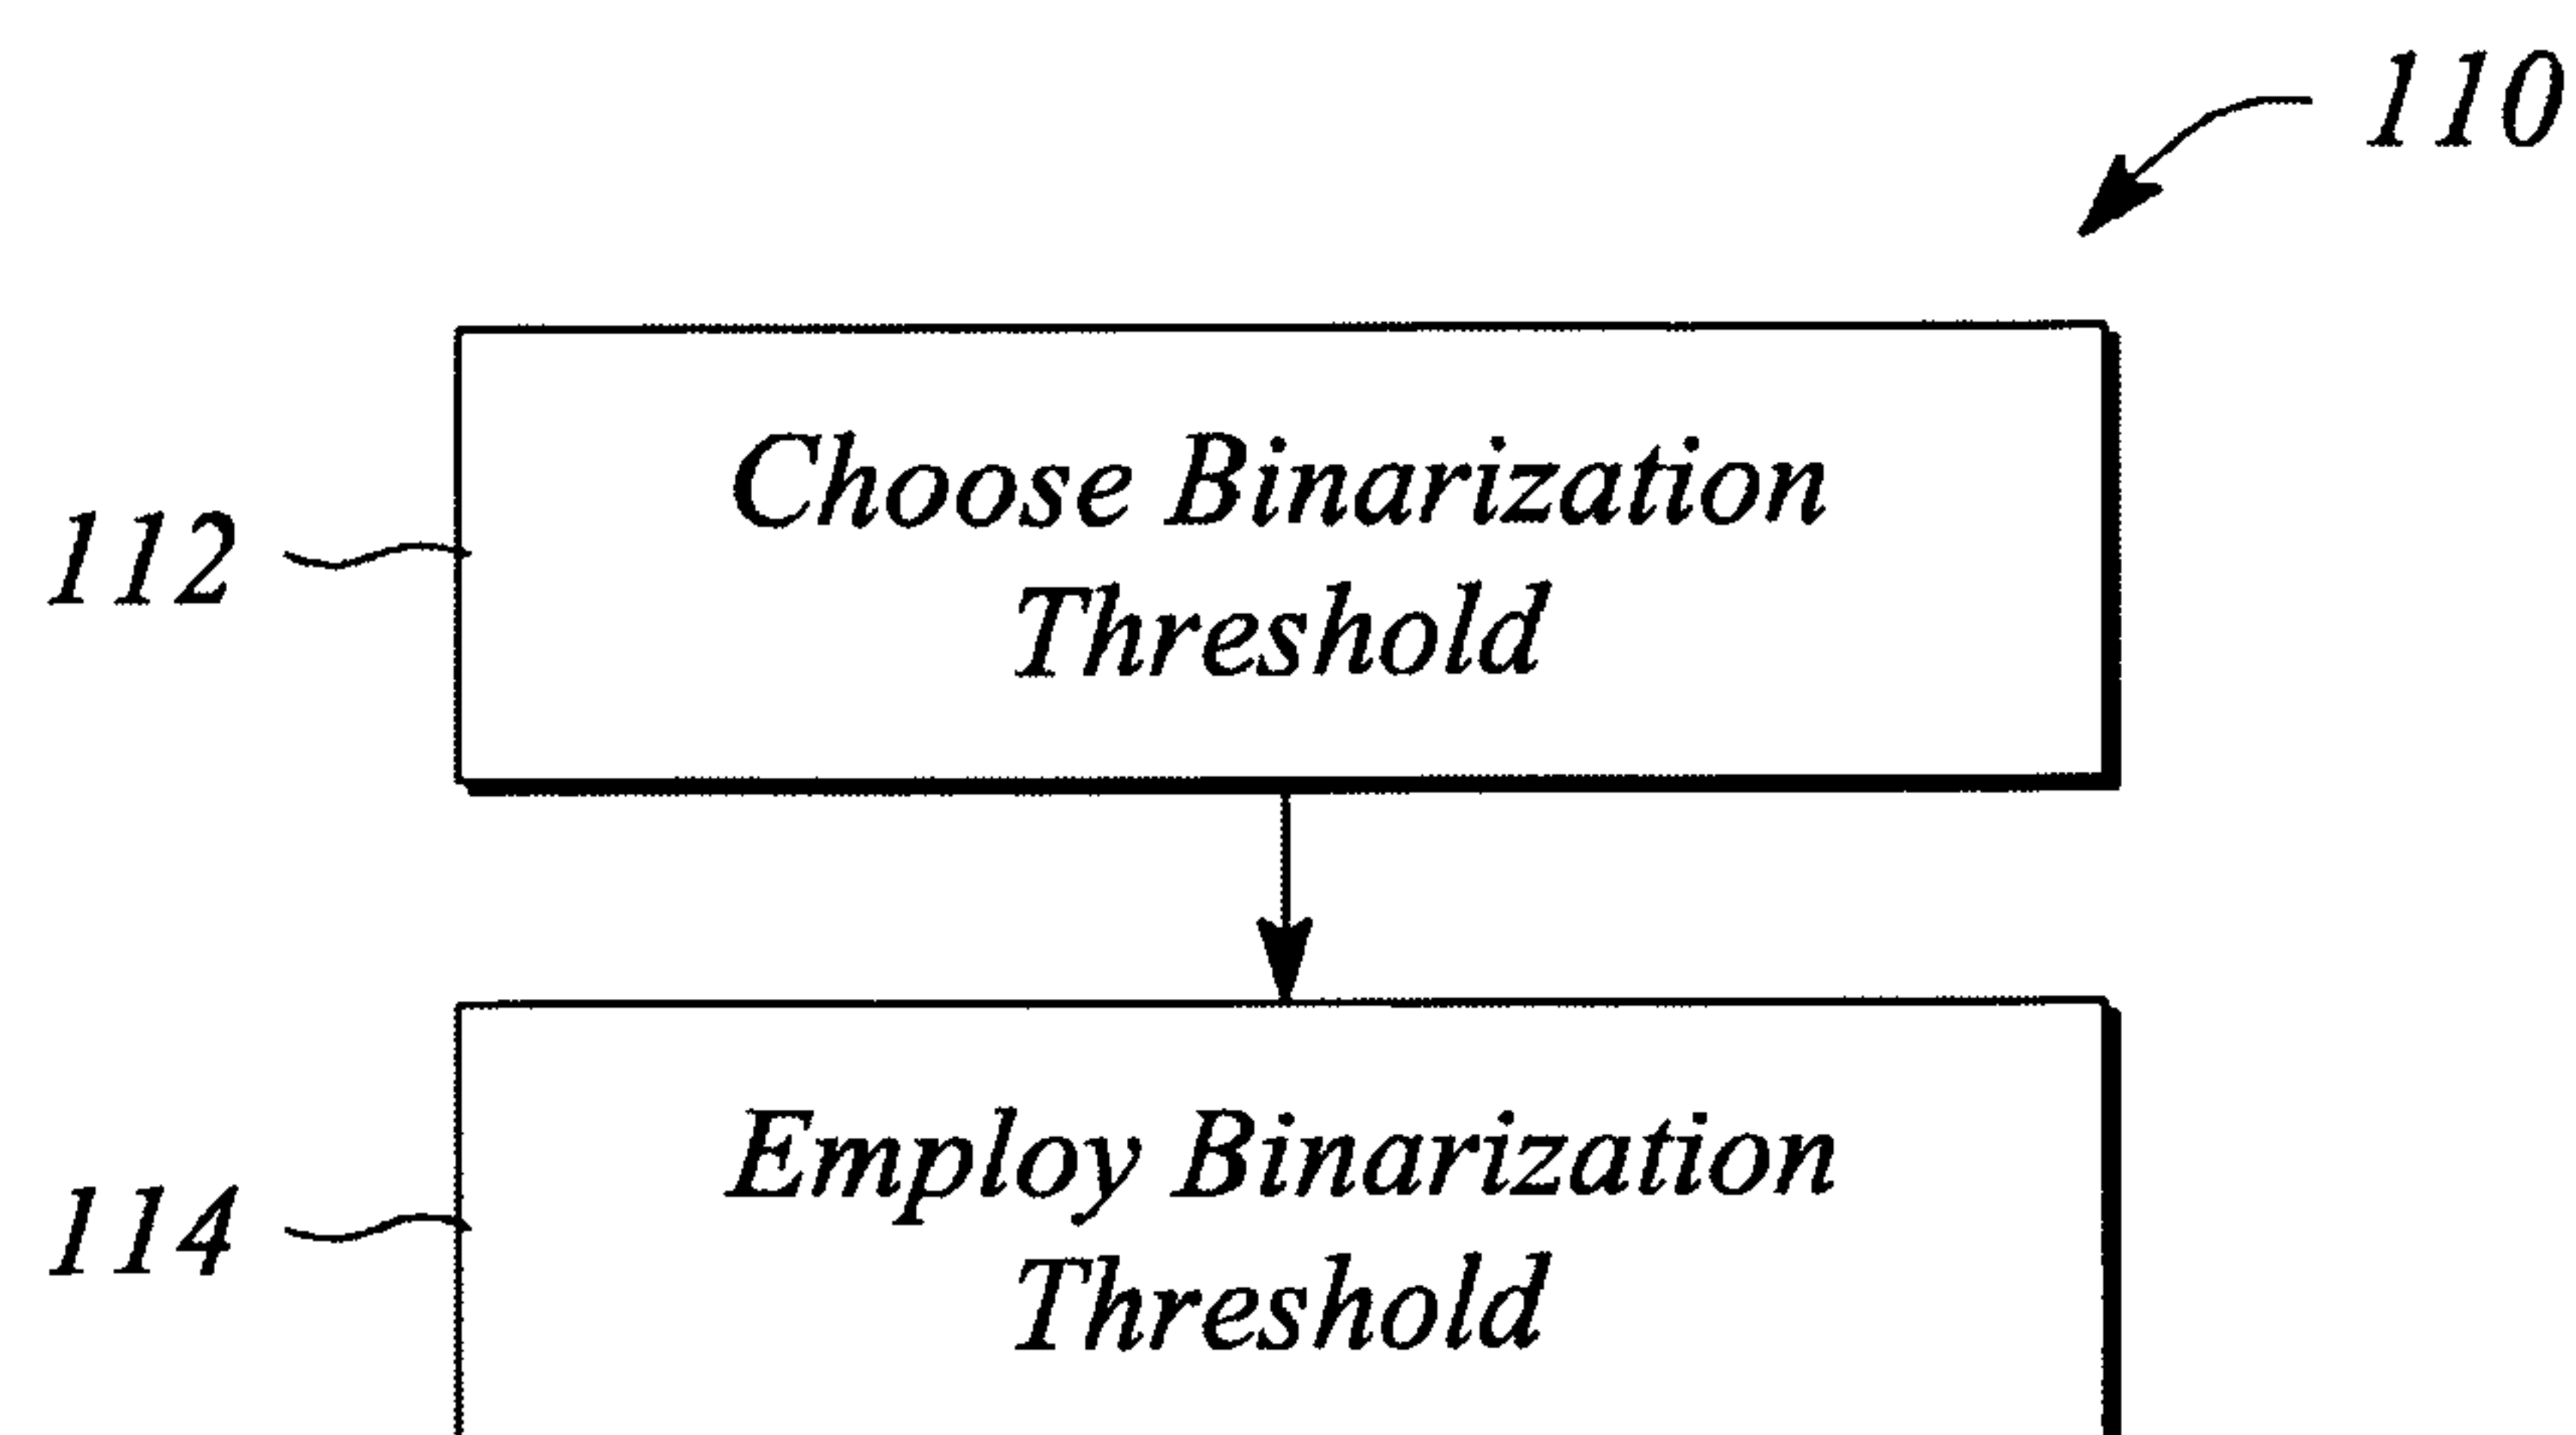 110
Choose Binarization
Threshold
112
Employ Binarization
Threshold
114